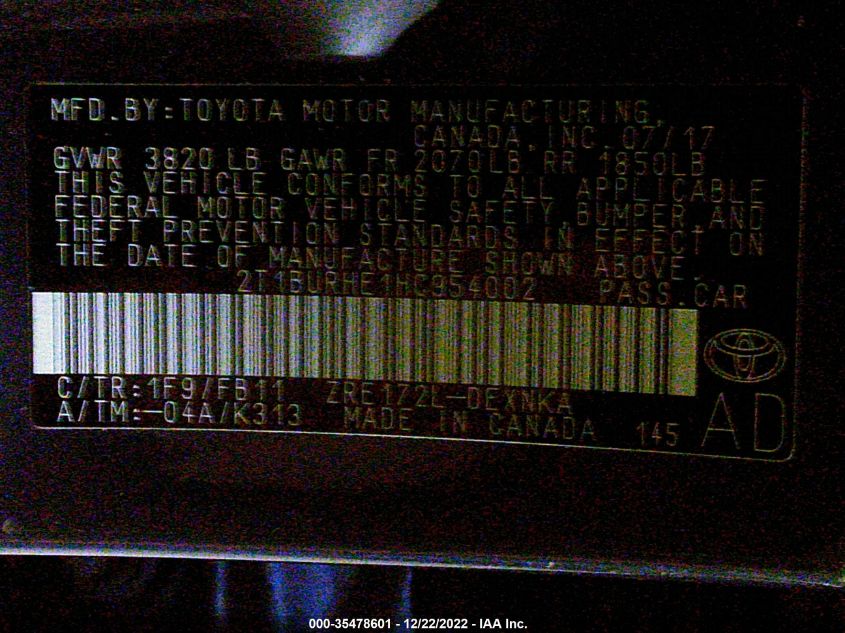 MFD.BY:TOYOTA MOTOR MANUFACTURING,
CANADA,INC.07/17
GVWR 3820 LB GAWR FR 2070LB RR 1850LB
THIS VEHICLE CONFORMS TO ALL APPLICABLE
FEDERAL MOTOR VEHICLE SAFETY,BUMPER,AND
THEFT PREVENTION STANDARDS IN EFFECT ON
THE DATE OF MANUFACTURE SHOWN ABOVE.
2T1BURHE1HC954002 PASS.CAR
C/TR:1F9/FB11 ZRE172L-DEXNKA
A/TM:-04A/K313 MADE IN CANADA 145 AD
000-35478601 - 12/22/2022 - IAA Inc.